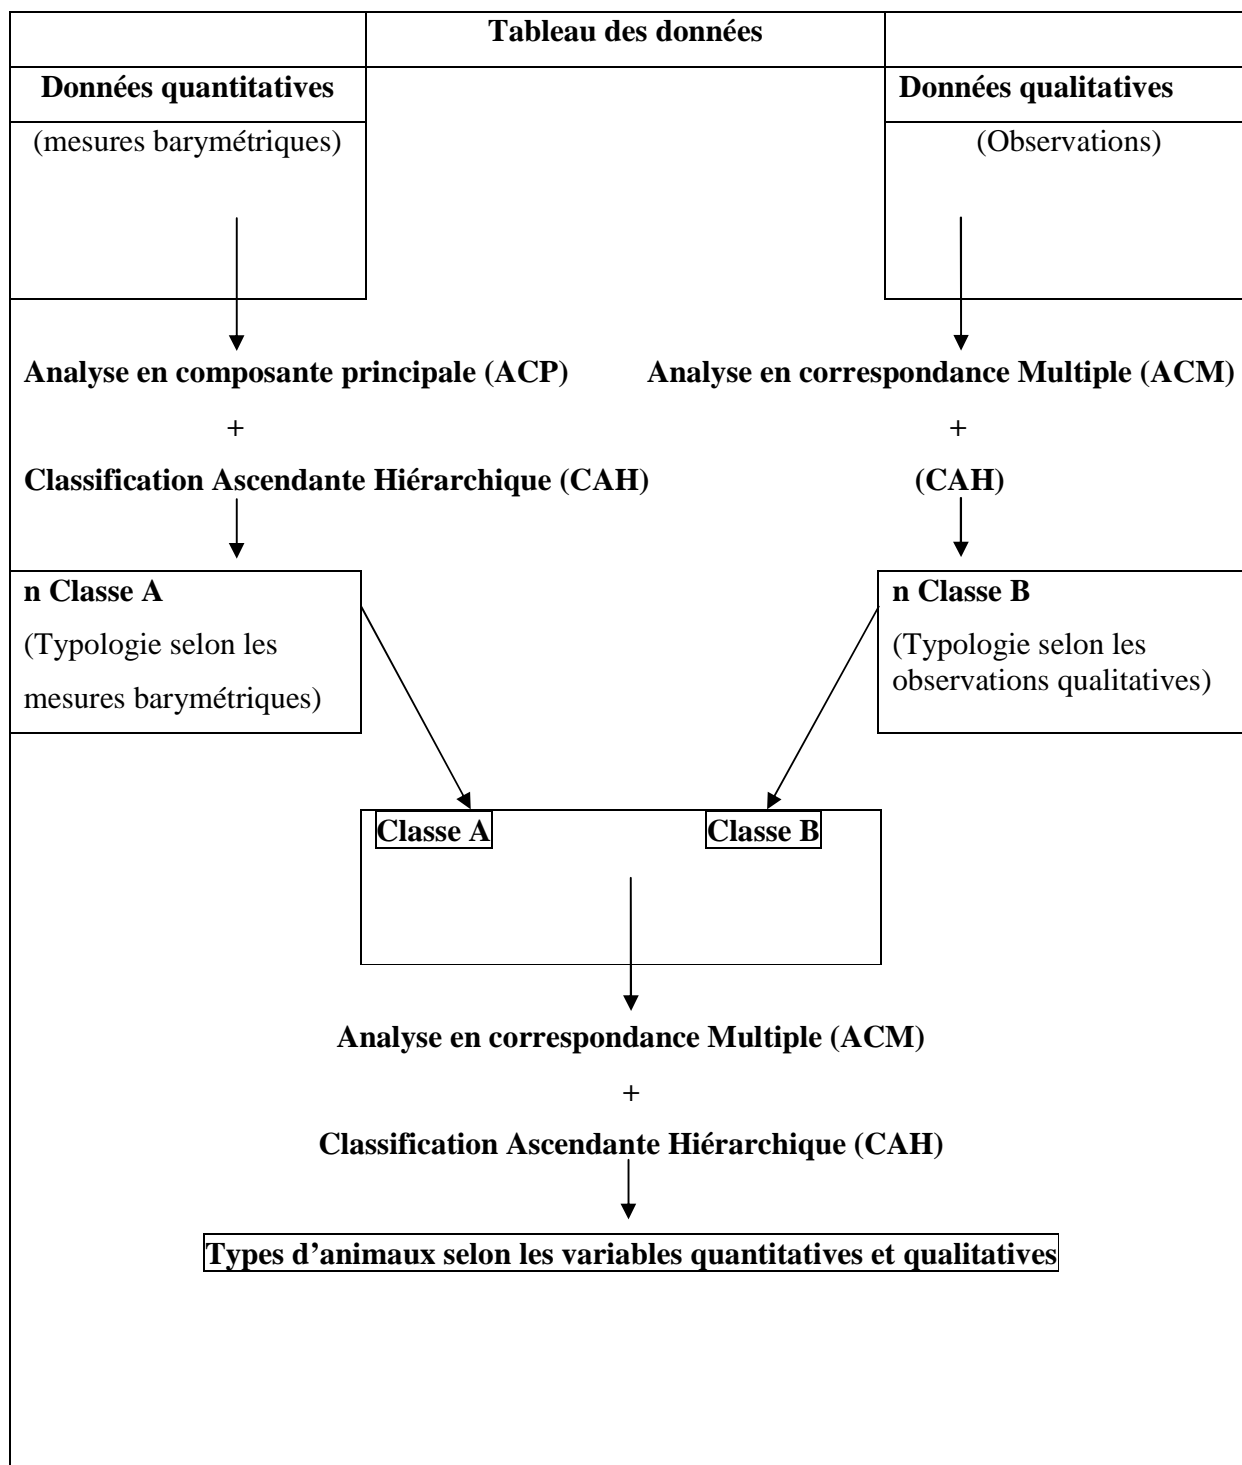 Tableau des données
Données quantitatives
Données qualitatives
(mesures barymétriques)
(Observations)
Analyse en composante principale (ACP)
Analyse en correspondance Multiple (ACM)
+
+
Classification Ascendante Hiérarchique (CAH)
(CAH)
n Classe A
(Typologie selon les
mesures barymétriques)
n Classe B
(Typologie selon les
observations qualitatives)
Classe A
Classe B
Analyse en correspondance Multiple (ACM)
+
Classification Ascendante Hiérarchique (CAH)
Types d’animaux selon les variables quantitatives et qualitatives